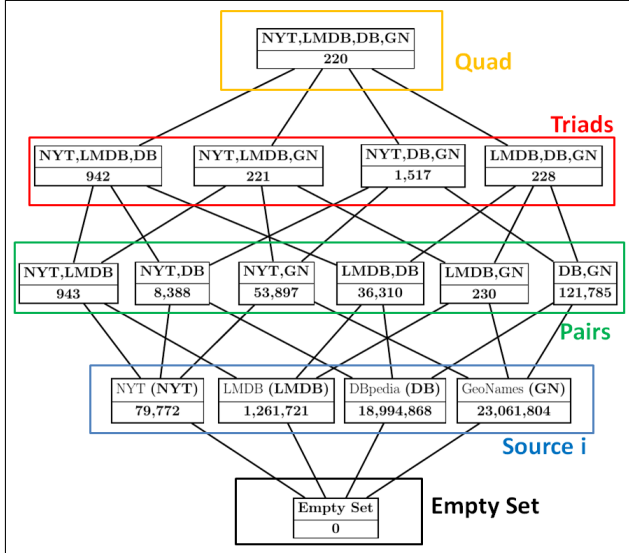 NYT,LMDB,DB,GN
220
Quad
Triads
NYT,LMDB,DB
942
NYT,LMDB,GN
221
NYT,DB,GN
1,517
LMDB,DB,GN
228
NYT,LMDB
943
NYT,DB
8,388
NYT,GN
53,897
LMDB,DB
36,310
LMDB,GN
230
DB,GN
121,785
Pairs
NYT (NYT)
79,772
LMDB (LMDB)
1,261,721
DBpedia (DB)
18,994,868
GeoNames (GN)
23,061,804
Source i
Empty Set
0
Empty Set